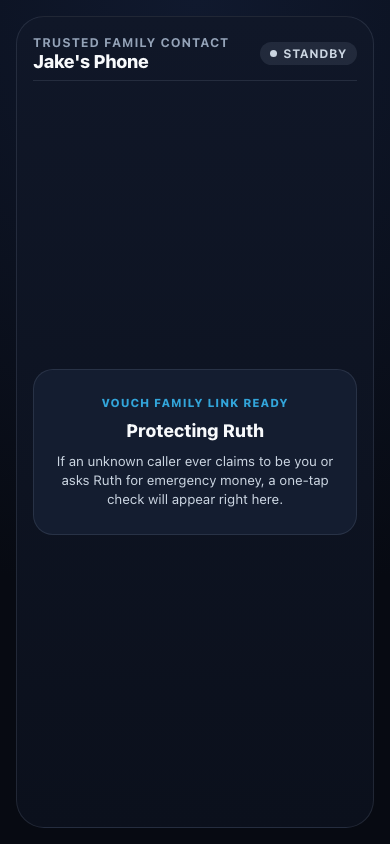 TRUSTED FAMILY CONTACT
Jake's Phone
STANDBY
VOUCH FAMILY LINK READY
Protecting Ruth
If an unknown caller ever claims to be you or
asks Ruth for emergency money, a one-tap
check will appear right here.